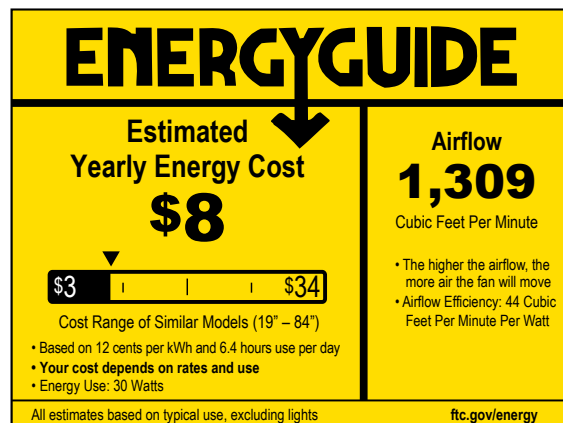 ENERGYGUIDE
Estimated
Yearly Energy Cost
$8
$3
$34
Cost Range of Similar Models (19” – 84”)
• Based on 12 cents per kWh and 6.4 hours use per day
• Your cost depends on rates and use
• Energy Use: 30 Watts
Airflow
1,309
Cubic Feet Per Minute
• The higher the airflow, the
more air the fan will move
• Airflow Efficiency: 44 Cubic
Feet Per Minute Per Watt
All estimates based on typical use, excluding lights
ftc.gov/energy